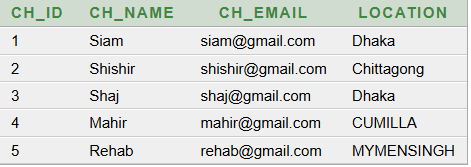 CH_ID CH_NAME CH_EMAIL LOCATION
1 Siam siam@gmail.com Dhaka
2 Shishir shishir@gmail.com Chittagong
3 Shaj shaj@gmail.com Dhaka
4 Mahir mahir@gmail.com CUMILLA
5 Rehab rehab@gmail.com MYMENSINGH